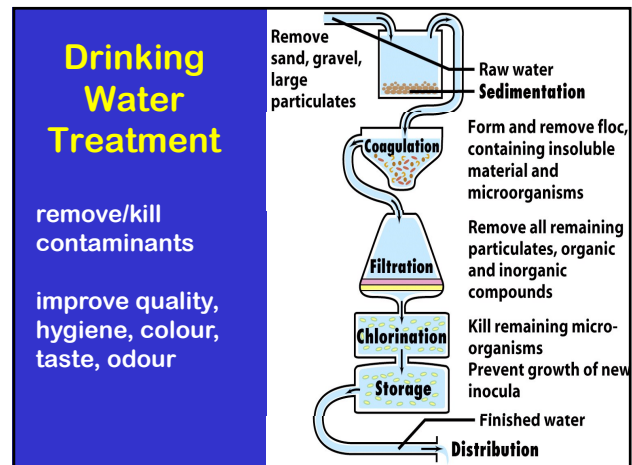 Drinking
Water
Treatment
remove/kill
contaminants
improve quality,
hygiene, colour,
taste, odour
Remove
sand, gravel,
large
particulates
Raw water
Sedimentation
Coagulation
Form and remove floc,
containing insoluble
material and
microorganisms
Filtration
Remove all remaining
particulates, organic
and inorganic
compounds
Chlorination
Kill remaining micro-
organisms
Prevent growth of new
inocula
Storage
Finished water
Distribution